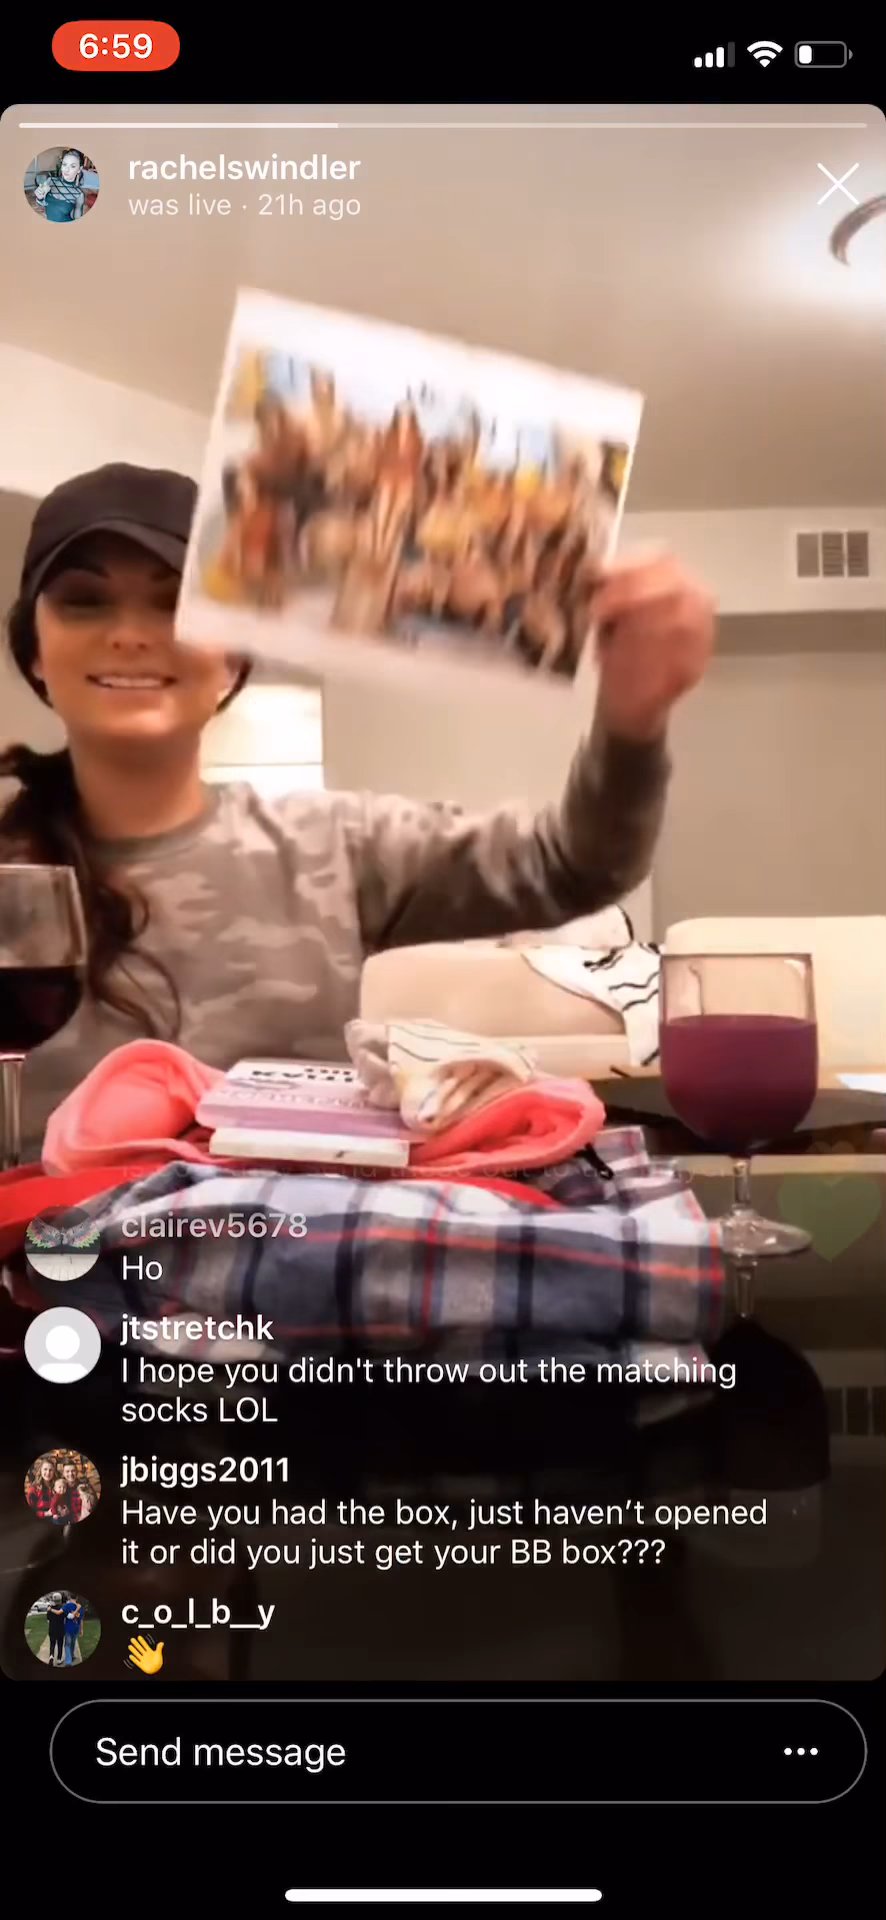 6:59
rachelswindler
was live · 21h ago
clairev5678
Ho
jtstretchk
I hope you didn't throw out the matching
socks LOL
jbiggs2011
Have you had the box, just haven’t opened
it or did you just get your BB box???
c_o_l_b__y
👋
Send message